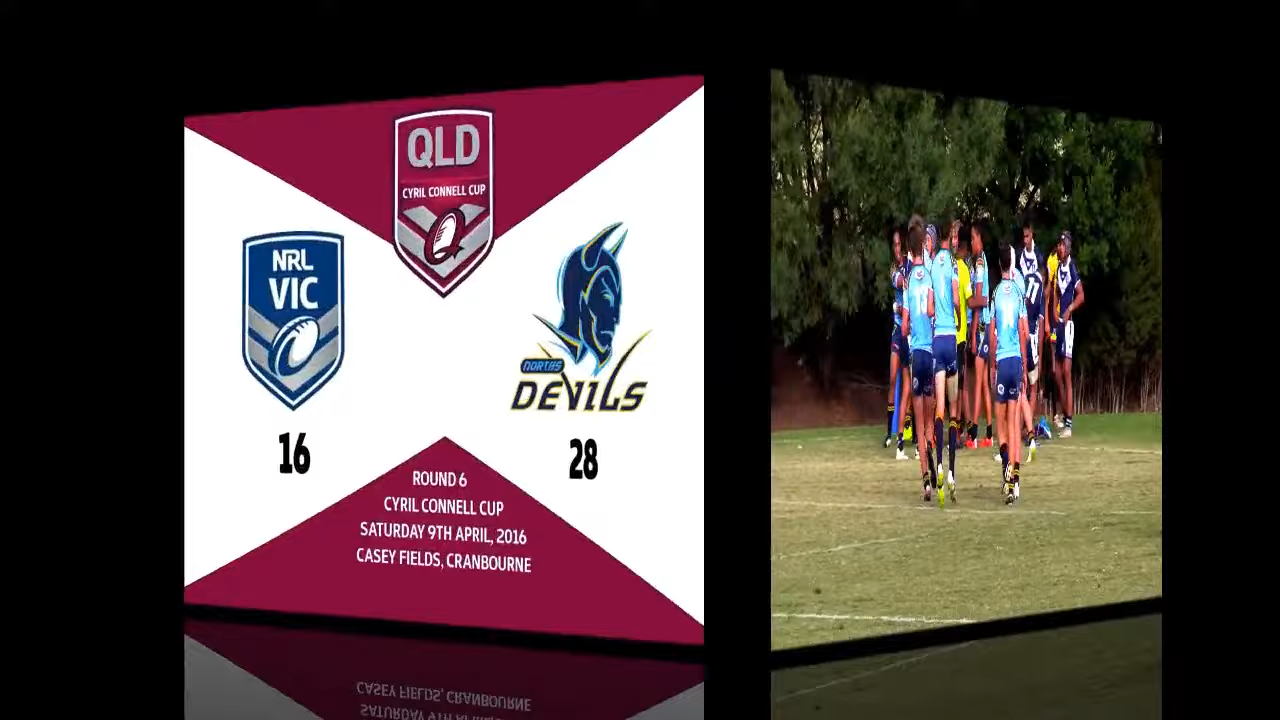 QLD
CYRIL CONNELL CUP
Q
NRL
VIC
NORTHS
DEVILS
16
28
ROUND 6
CYRIL CONNELL CUP
SATURDAY 9TH APRIL, 2016
CASEY FIELDS, CRANBOURNE
11